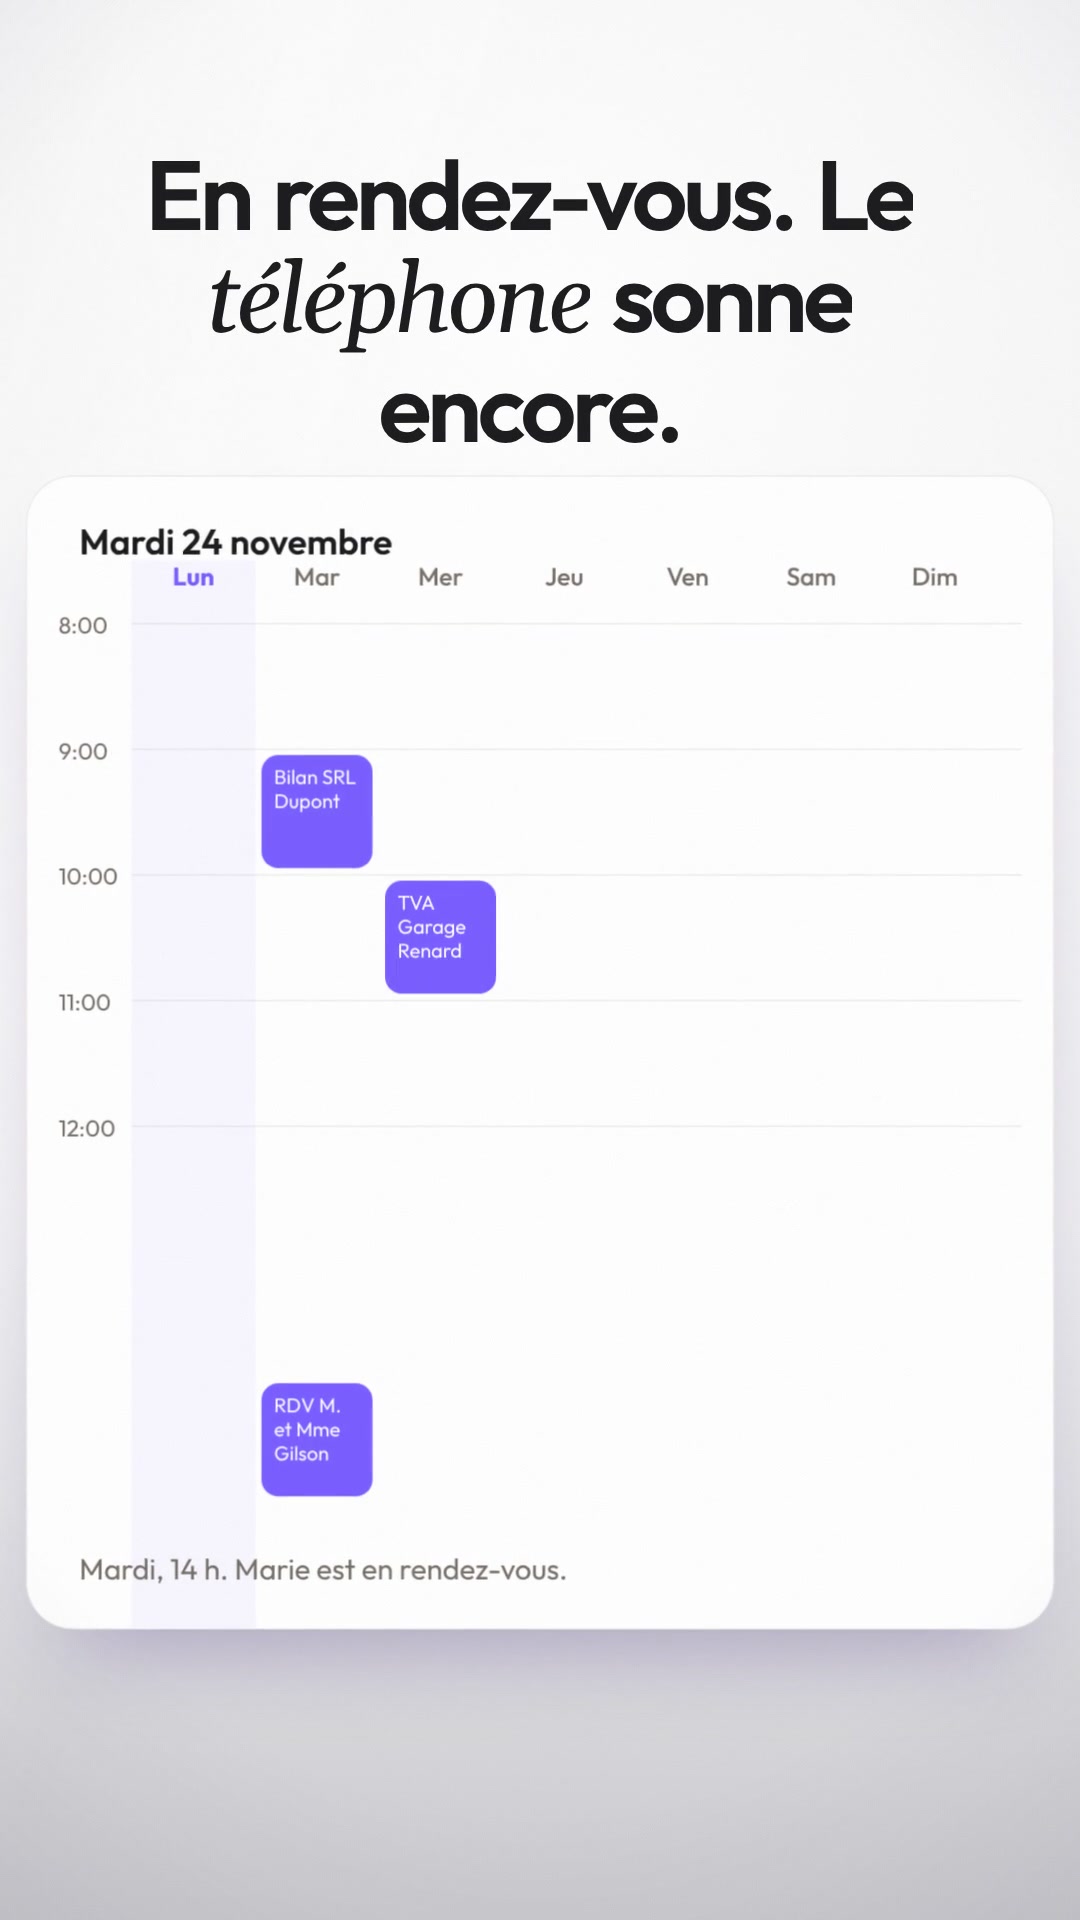 En rendez-vous. Le
téléphone sonne
encore.
Mardi 24 novembre
Lun Mar Mer Jeu Ven Sam Dim
8:00
9:00
Bilan SRL
Dupont
10:00
TVA
Garage
Renard
11:00
12:00
RDV M.
et Mme
Gilson
Mardi, 14 h. Marie est en rendez-vous.